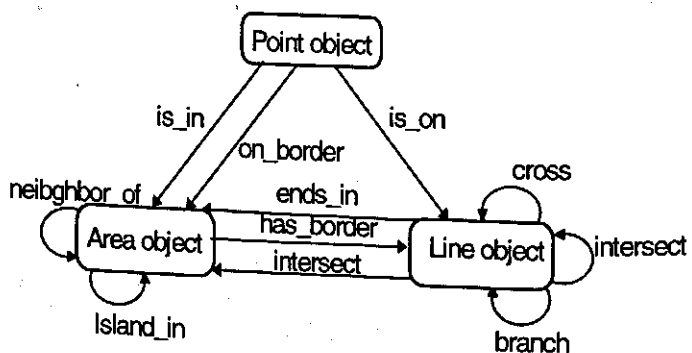 Point object
is_in
is_on
on_border
cross
neibghbor_of
ends_in
Area object
has_border
Line object
intersect
intersect
Island_in
branch